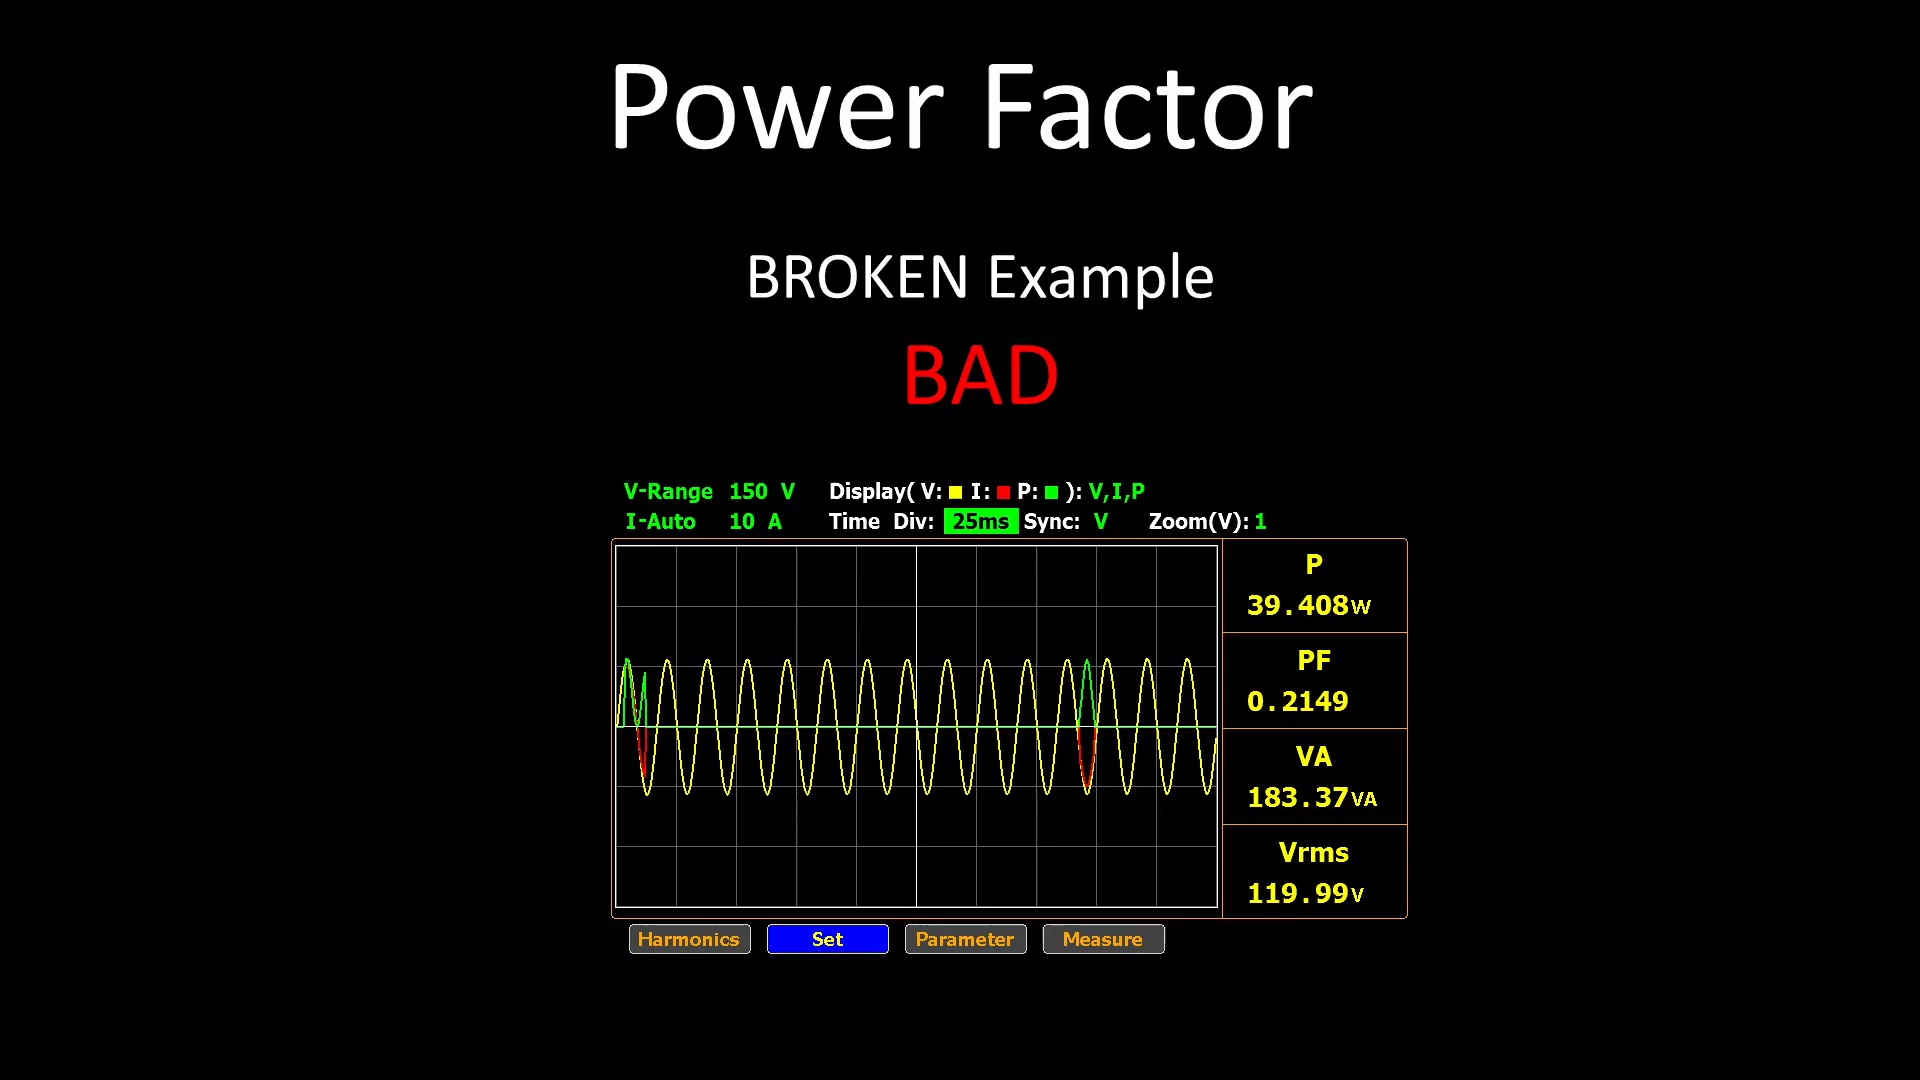 Power Factor
BROKEN Example
BAD
V-Range 150 V Display( V: I: P: ): V,I,P
I-Auto 10 A Time Div: 25ms Sync: V Zoom(V): 1
P
39.408W
PF
0.2149
VA
183.37VA
Vrms
119.99V
Harmonics Set Parameter Measure